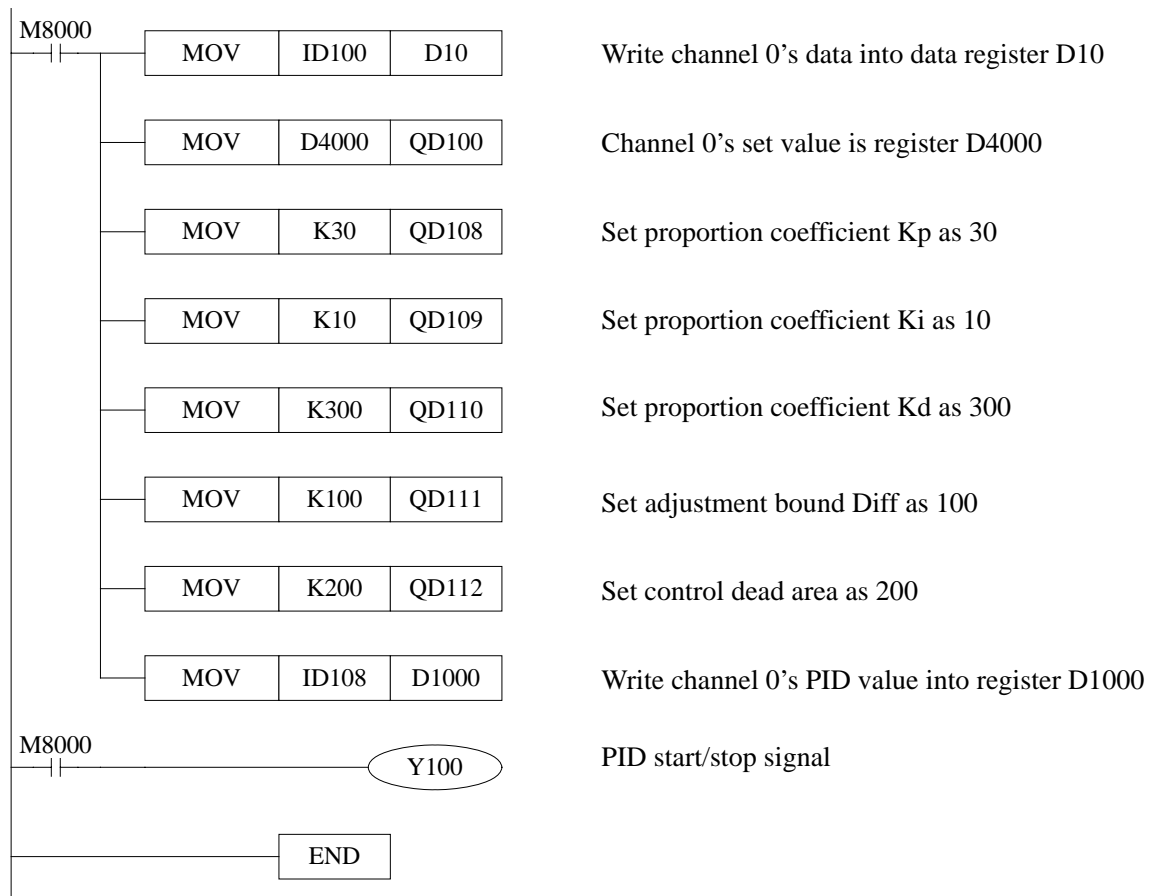 M8000
MOV ID100 D10 Write channel 0’s data into data register D10
MOV D4000 QD100 Channel 0’s set value is register D4000
MOV K30 QD108 Set proportion coefficient Kp as 30
MOV K10 QD109 Set proportion coefficient Ki as 10
MOV K300 QD110 Set proportion coefficient Kd as 300
MOV K100 QD111 Set adjustment bound Diff as 100
MOV K200 QD112 Set control dead area as 200
MOV ID108 D1000 Write channel 0’s PID value into register D1000
M8000
Y100 PID start/stop signal
END